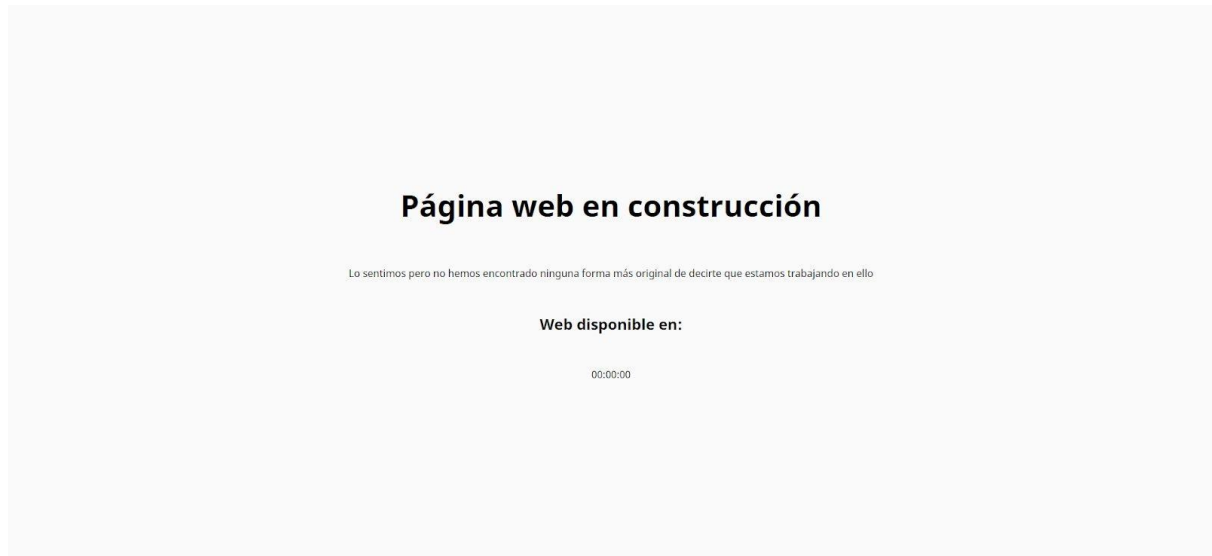 Página web en construcción
Lo sentimos pero no hemos encontrado ninguna forma más original de decirte que estamos trabajando en ello
Web disponible en:
00:00:00